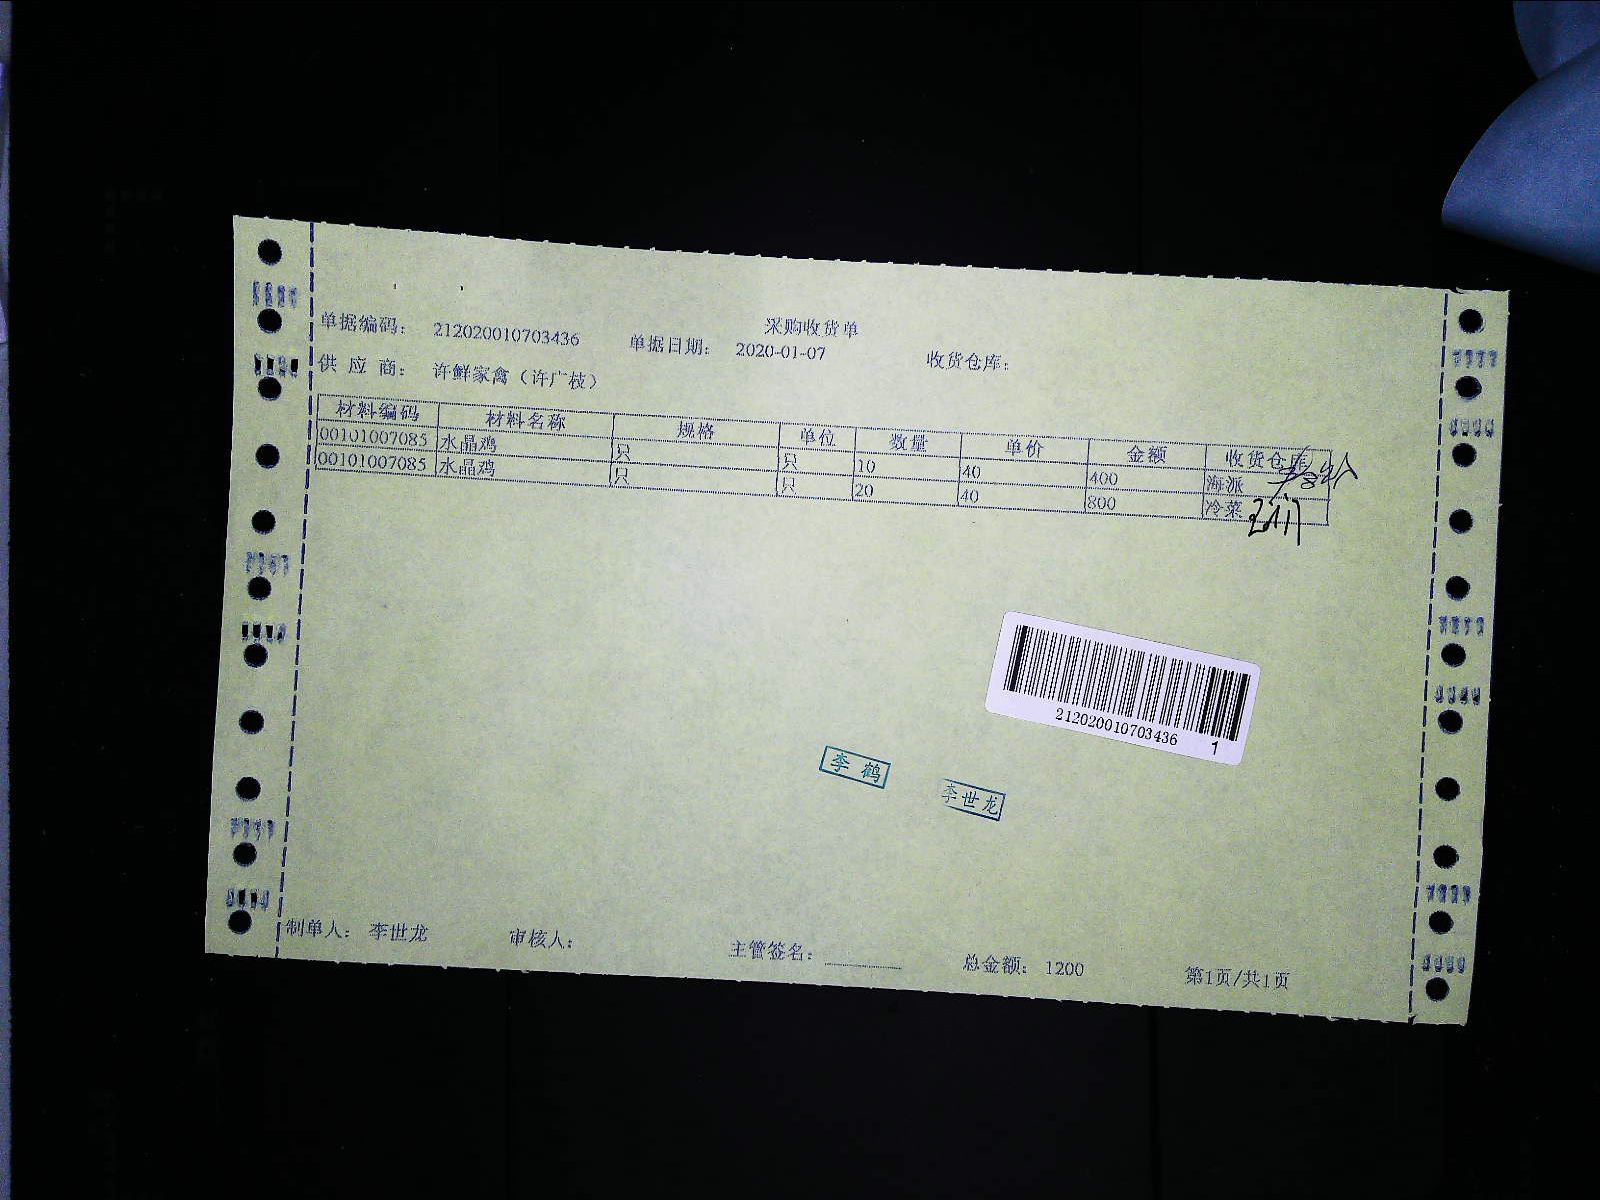 采购收货单
单据编码： 212020010703436 单据日期： 2020-01-07 收货仓库：
供 应 商： 许鲜家禽（许广枝）
材料编码 材料名称 规格 单位 数量 单价 金额 收货仓库
00101007085 水晶鸡 只 只 10 40 400 海派
00101007085 水晶鸡 只 只 20 40 800 冷菜
212020010703436 1
李 鹤
李世龙
制单人： 李世龙 审核人： 主管签名： 总金额： 1200 第1页/共1页